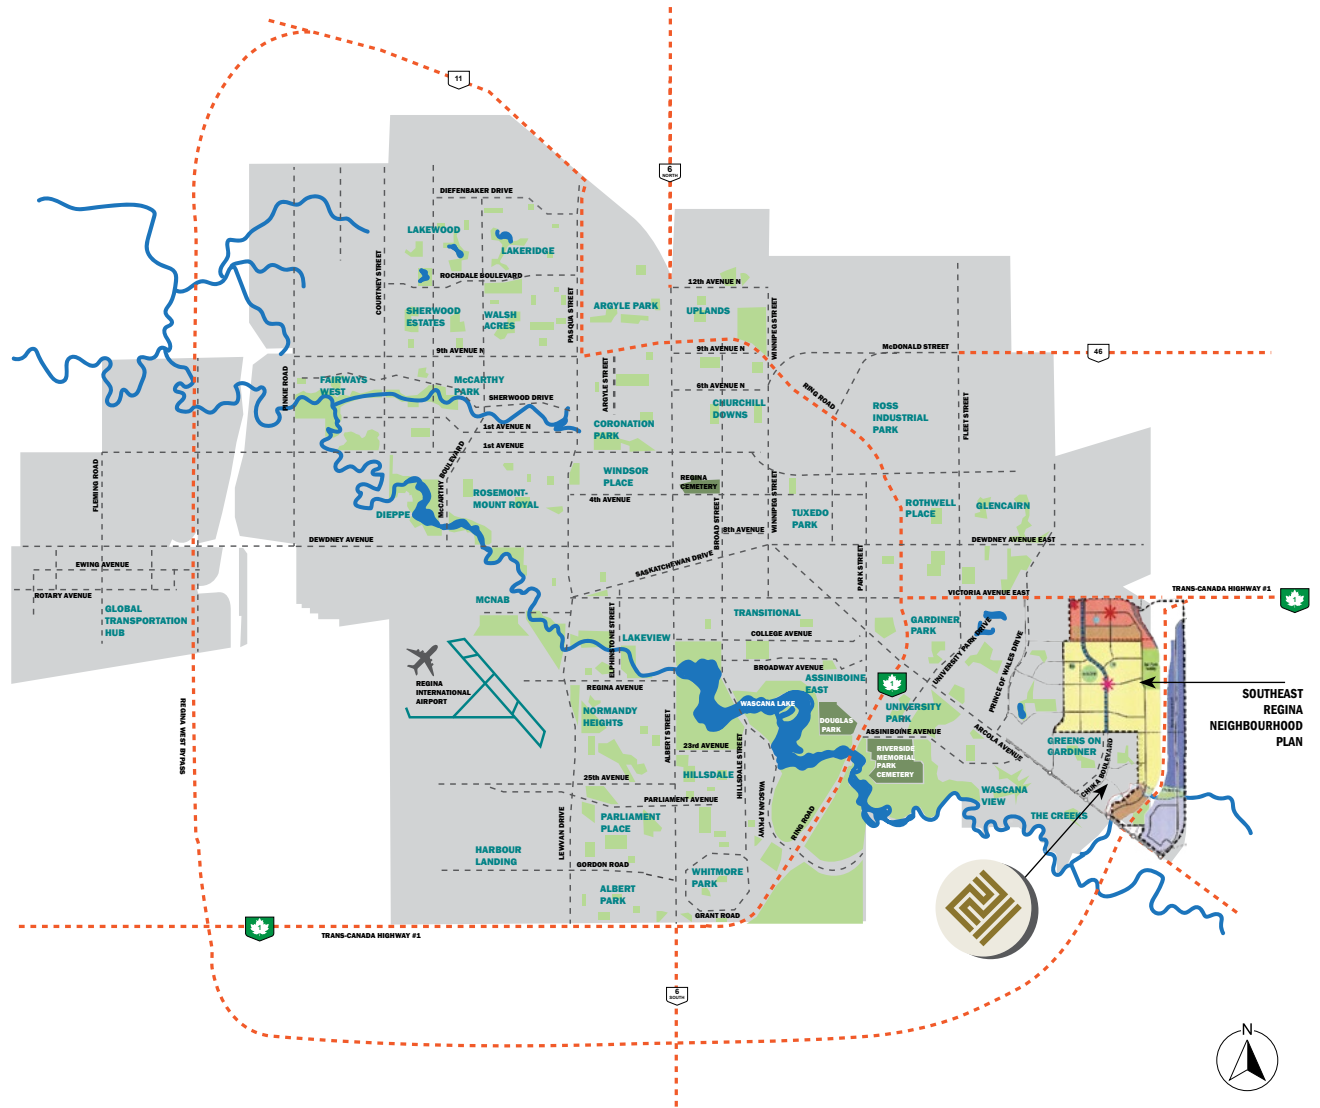 11
6
NORTH
DIEFENBAKER DRIVE
LAKEWOOD
LAKERIDGE
ROCHDALE BOULEVARD
COURTNEY STREET
PASQUA STREET
12th AVENUE N
SHERWOOD
ESTATES
WALSH
ACRES
ARGYLE PARK
UPLANDS
WINNIPEG STREET
9th AVENUE N
9th AVENUE N
McDONALD STREET
46
PINKIE ROAD
FAIRWAYS
WEST
McCARTHY
PARK
SHERWOOD DRIVE
ARGYLE STREET
6th AVENUE N
RING ROAD
CHURCHILL
DOWNS
ROSS
INDUSTRIAL
PARK
FLEET STREET
1st AVENUE N
CORONATION
PARK
1st AVENUE
McCARTHY BOULEVARD
FLEMING ROAD
WINDSOR
PLACE
REGINA
CEMETERY
ROSEMONT-
MOUNT ROYAL
4th AVENUE
WINNIPEG STREET
BROAD STREET
DIEPPE
TUXEDO
PARK
ROTHWELL
PLACE
GLENCAIRN
8th AVENUE
DEWDNEY AVENUE
DEWDNEY AVENUE EAST
SASKATCHEWAN DRIVE
PARK STREET
EWING AVENUE
ROTARY AVENUE
GLOBAL
TRANSPORTATION
HUB
MCNAB
VICTORIA AVENUE EAST
TRANS-CANADA HIGHWAY #1
1
ELPHINSTONE STREET
LAKEVIEW
TRANSITIONAL
COLLEGE AVENUE
GARDINER
PARK
UNIVERSITY PARK DRIVE
PRINCE OF WALES DRIVE
BROADWAY AVENUE
ASSINIBOINE
EAST
REGINA
INTERNATIONAL
AIRPORT
REGINA AVENUE
WASCANA LAKE
1
UNIVERSITY
PARK
SOUTHEAST
REGINA
NEIGHBOURHOOD
PLAN
REGINA WEST BYPASS
NORMANDY
HEIGHTS
ALBERT STREET
DOUGLAS
PARK
ASSINIBOINE AVENUE
ARCOLA AVENUE
GREENS ON
GARDINER
23rd AVENUE
HILLSDALE STREET
RIVERSIDE
MEMORIAL
PARK
CEMETERY
CHUKA BOULEVARD
25th AVENUE
HILLSDALE
WASCANA PKWY
WASCANA
VIEW
PARLIAMENT AVENUE
THE CREEKS
PARLIAMENT
PLACE
RING ROAD
LEWVAN DRIVE
HARBOUR
LANDING
GORDON ROAD
WHITMORE
PARK
ALBERT
PARK
GRANT ROAD
1
TRANS-CANADA HIGHWAY #1
6
SOUTH
N